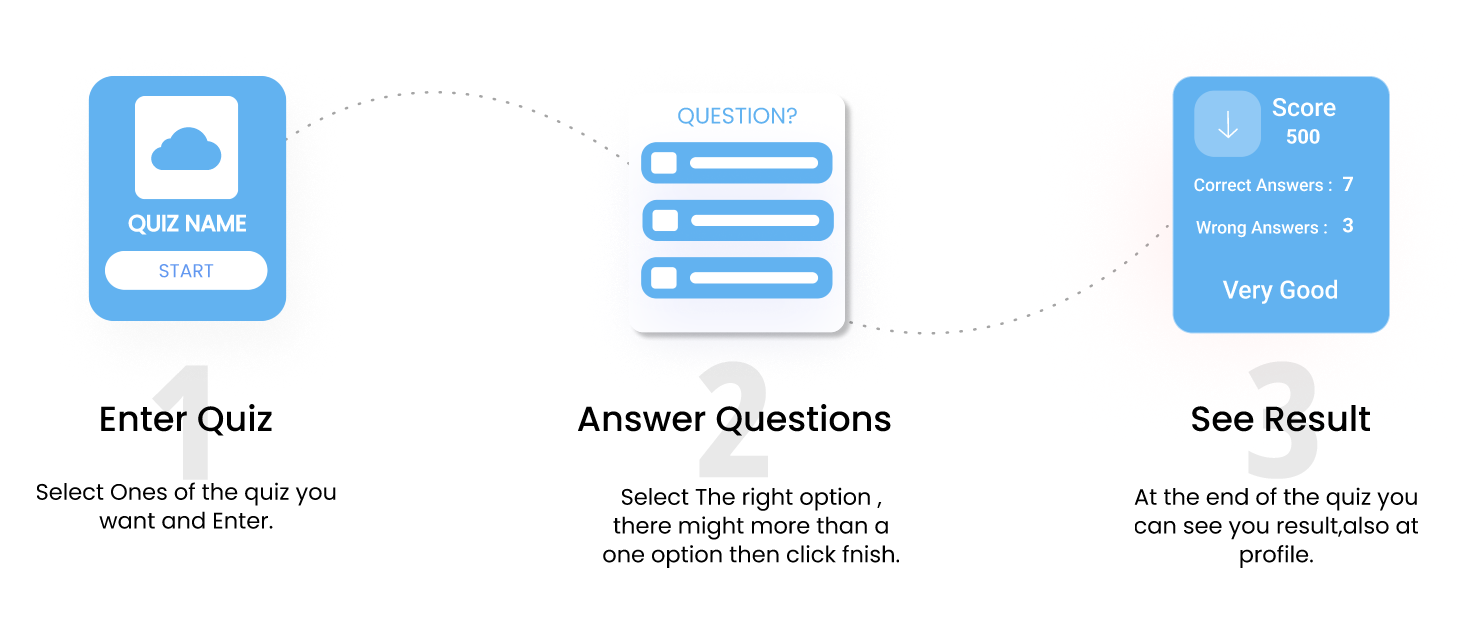 QUIZ NAME
START
1
Enter Quiz
Select Ones of the quiz you
want and Enter.
QUESTION?
2
Answer Questions
Select The right option ,
there might more than a
one option then click fnish.
Score
500
Correct Answers : 7
Wrong Answers : 3
Very Good
3
See Result
At the end of the quiz you
can see you result,also at
profile.